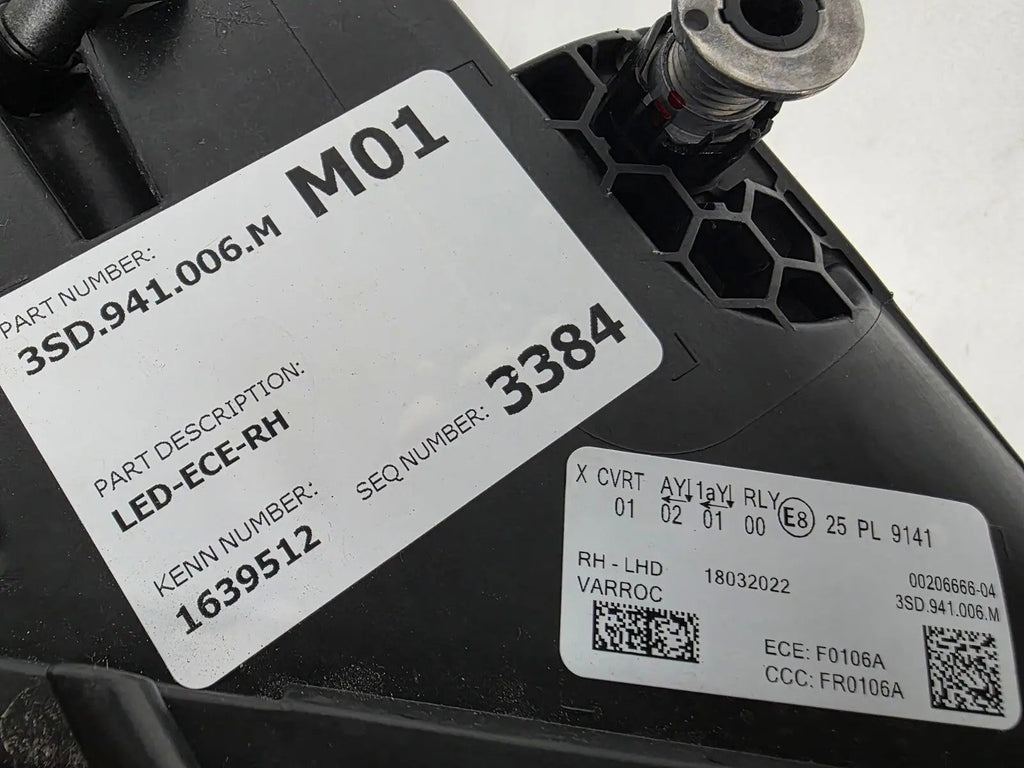 M01
PART NUMBER:
3SD.941.006.M
PART DESCRIPTION:
LED-ECE-RH
KENN NUMBER:
1639512
SEQ NUMBER:
3384
X CVRT AY 1aY RLY E8 25 PL 9141
01 02 01 00
RH - LHD 18032022
VARROC
00206666-04
3SD.941.006.M
ECE: F0106A
CCC: FR0106A